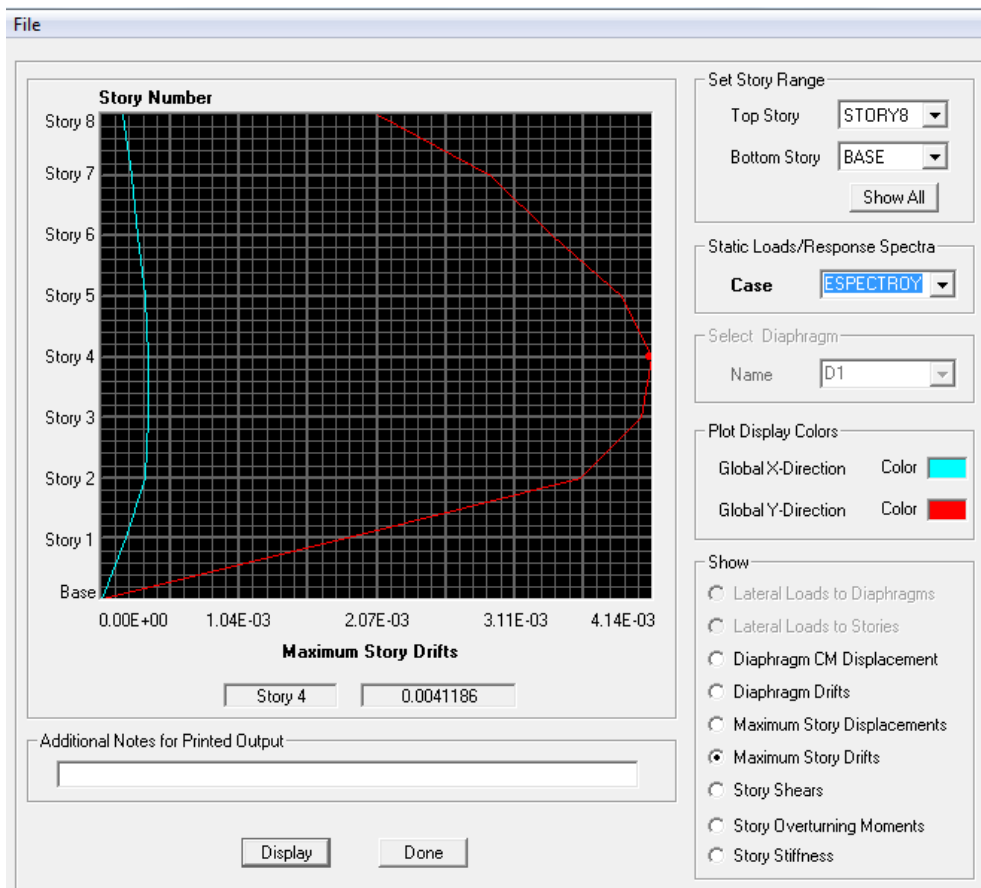 File
Story Number
Story 8
Story 7
Story 6
Story 5
Story 4
Story 3
Story 2
Story 1
Base
0.00E+00 1.04E-03 2.07E-03 3.11E-03 4.14E-03
Maximum Story Drifts
Story 4 0.0041186
Additional Notes for Printed Output
Display Done
Set Story Range
Top Story STORY8
Bottom Story BASE
Show All
Static Loads/Response Spectra
Case ESPECTROY
Select Diaphragm
Name D1
Plot Display Colors
Global X-Direction Color
Global Y-Direction Color
Show
Lateral Loads to Diaphragms
Lateral Loads to Stories
Diaphragm CM Displacement
Diaphragm Drifts
Maximum Story Displacements
Maximum Story Drifts
Story Shears
Story Overturning Moments
Story Stiffness